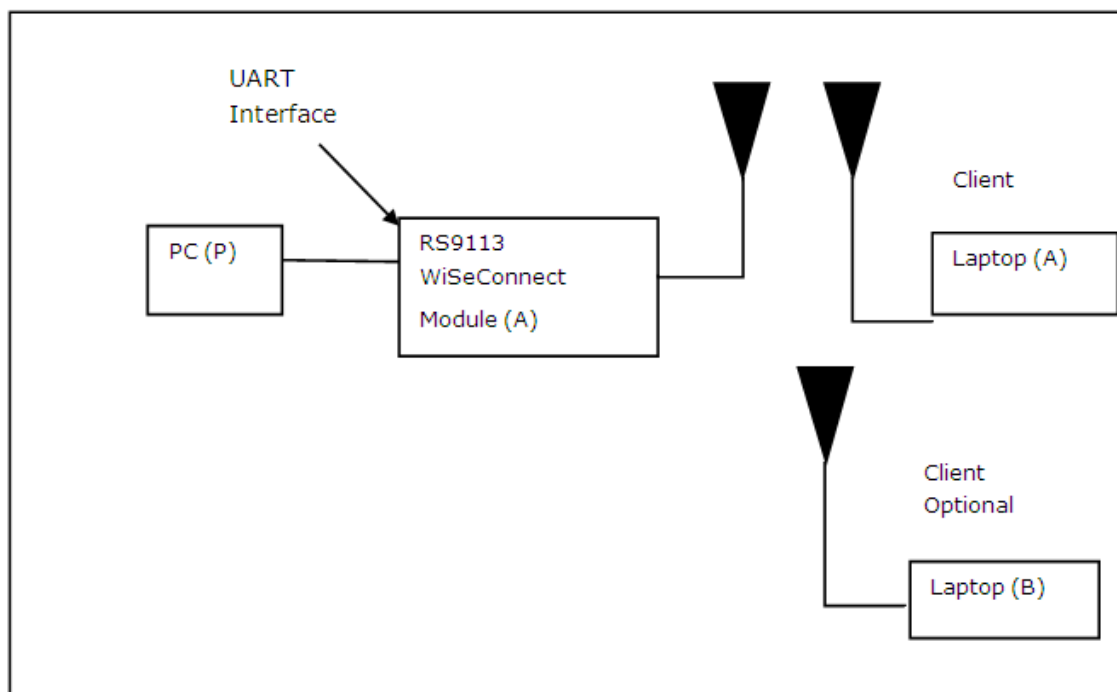 UART
Interface
PC (P)
RS9113
WiSeConnect
Module (A)
Client
Laptop (A)
Client
Optional
Laptop (B)